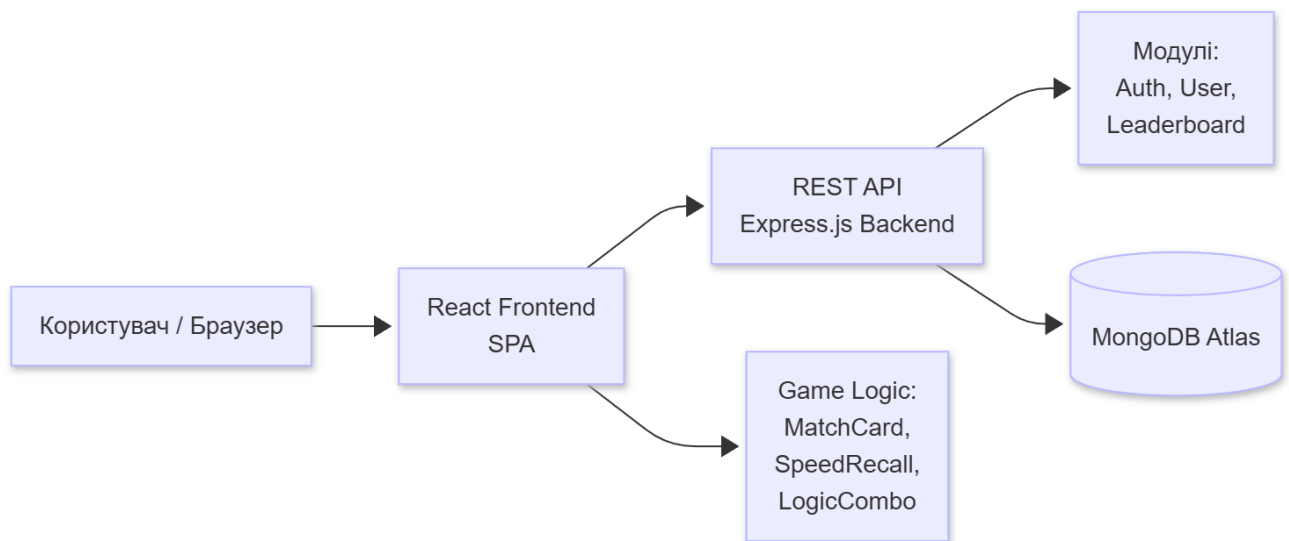 Користувач / Браузер
React Frontend
SPA
REST API
Express.js Backend
Модулі:
Auth, User,
Leaderboard
MongoDB Atlas
Game Logic:
MatchCard,
SpeedRecall,
LogicCombo